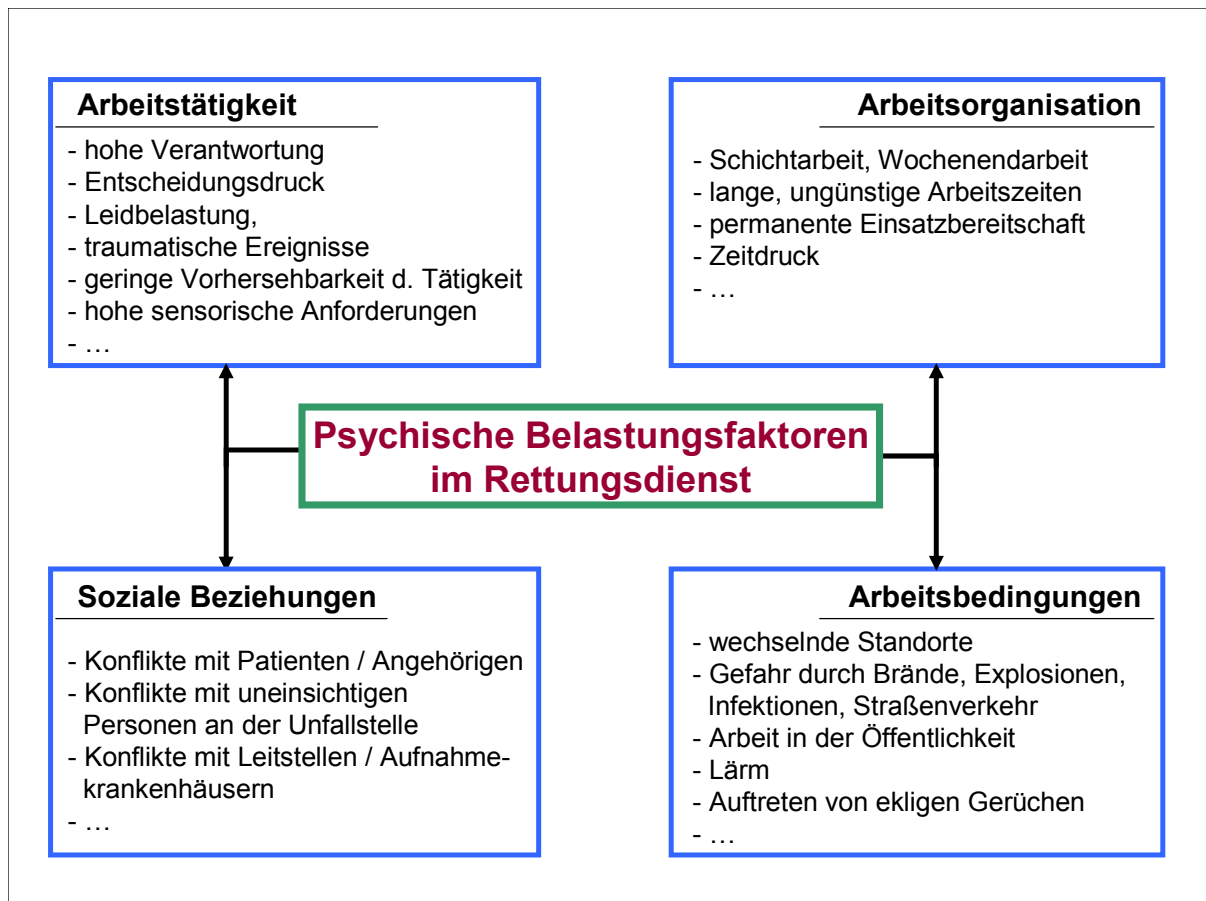 Arbeitstätigkeit
- hohe Verantwortung
- Entscheidungsdruck
- Leidbelastung,
- traumatische Ereignisse
- geringe Vorhersehbarkeit d. Tätigkeit
- hohe sensorische Anforderungen
- …
Arbeitsorganisation
- Schichtarbeit, Wochenendarbeit
- lange, ungünstige Arbeitszeiten
- permanente Einsatzbereitschaft
- Zeitdruck
- …
Psychische Belastungsfaktoren
im Rettungsdienst
Soziale Beziehungen
- Konflikte mit Patienten / Angehörigen
- Konflikte mit uneinsichtigen
Personen an der Unfallstelle
- Konflikte mit Leitstellen / Aufnahme-
krankenhäusern
- …
Arbeitsbedingungen
- wechselnde Standorte
- Gefahr durch Brände, Explosionen,
Infektionen, Straßenverkehr
- Arbeit in der Öffentlichkeit
- Lärm
- Auftreten von ekligen Gerüchen
- …